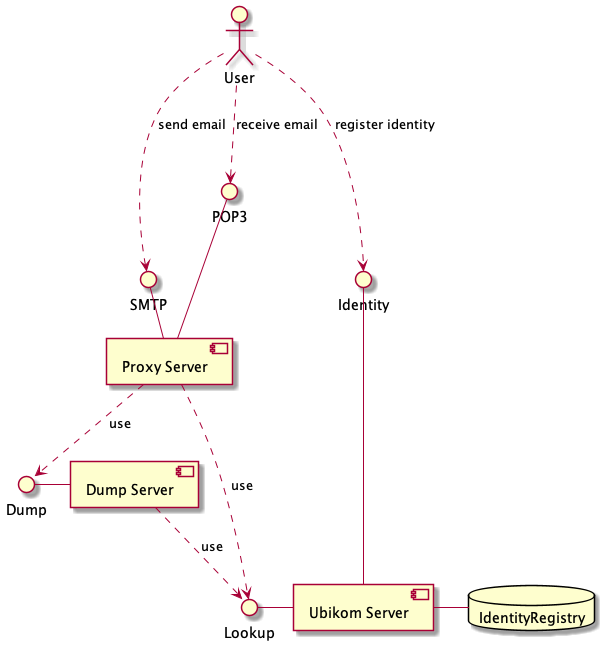 User
send email
receive email
register identity
POP3
SMTP
Identity
Proxy Server
use
Dump Server
use
Dump
use
Lookup
Ubikom Server
IdentityRegistry